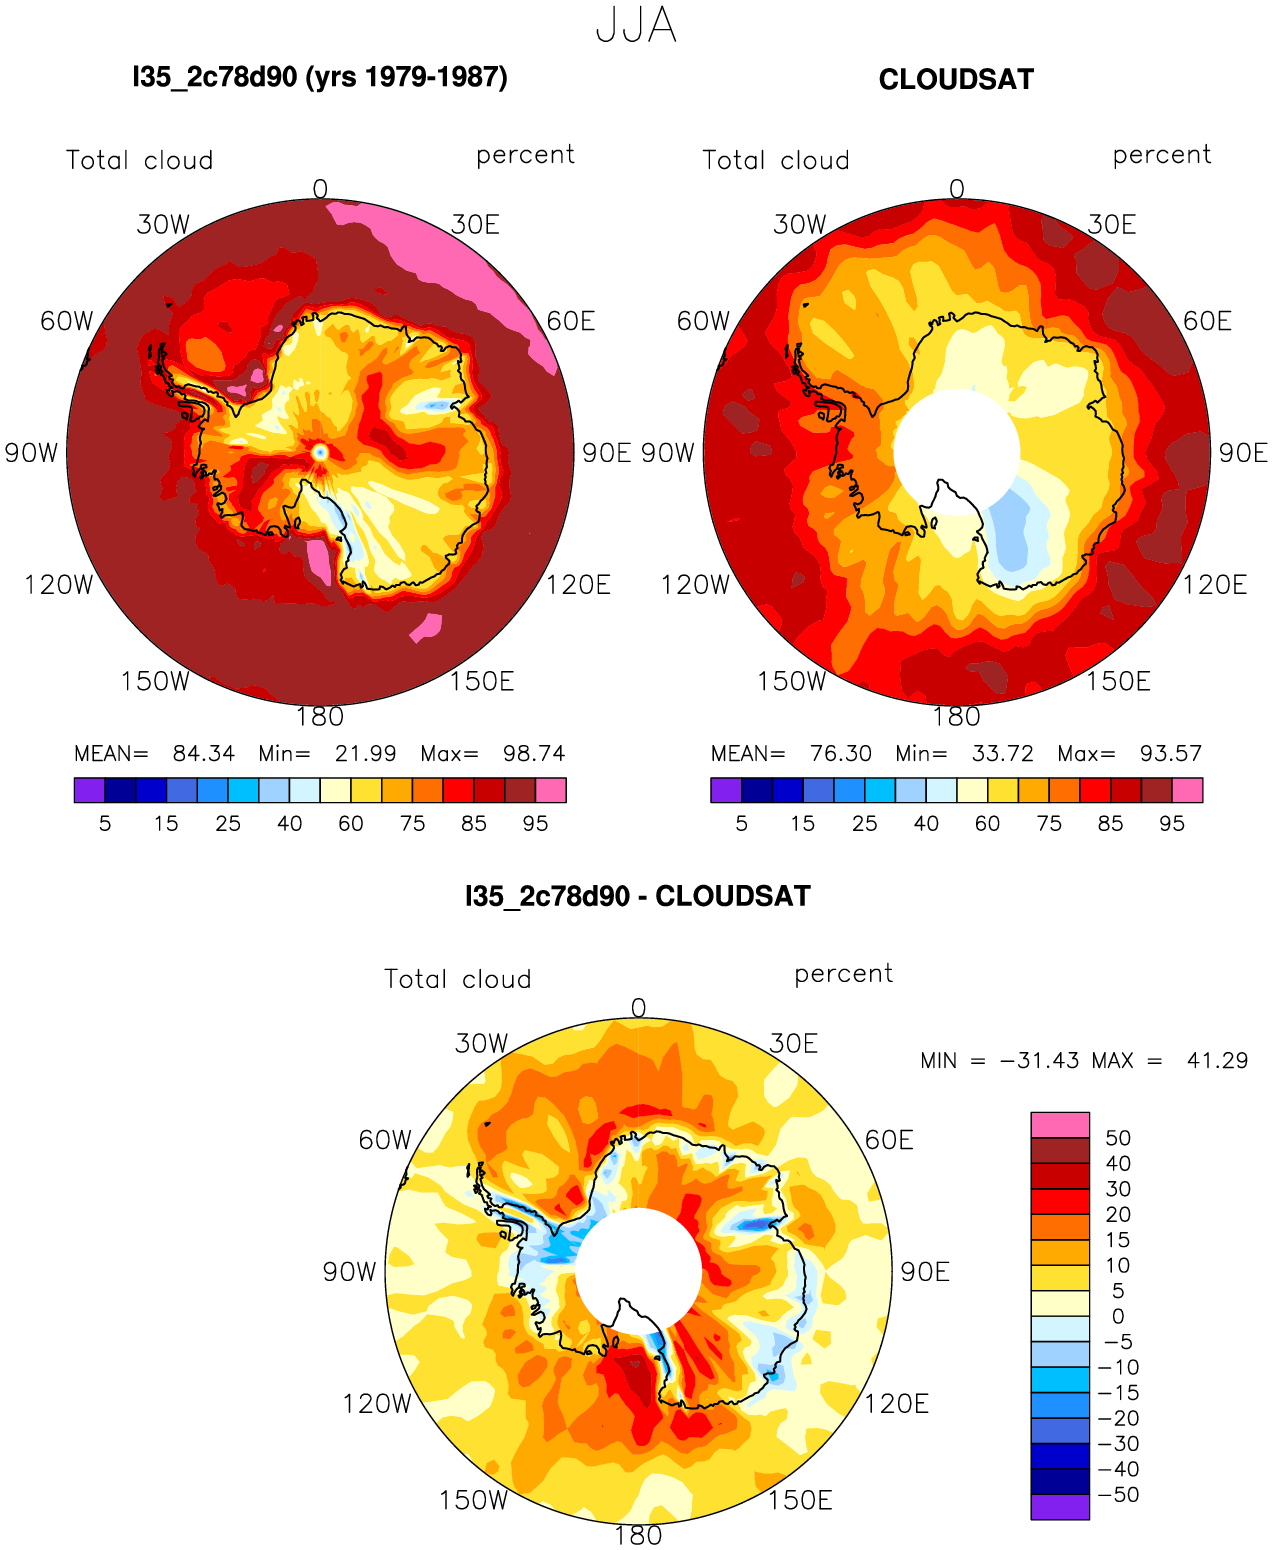 JJA
I35_2c78d90 (yrs 1979-1987)
CLOUDSAT
Total cloud percent
Total cloud percent
0
30W 30E
60W 60E
90W 90E
120W 120E
150W 150E
180
0
30W 30E
60W 60E
90W 90E
120W 120E
150W 150E
180
MEAN= 84.34 Min= 21.99 Max= 98.74
5 15 25 40 60 75 85 95
MEAN= 76.30 Min= 33.72 Max= 93.57
5 15 25 40 60 75 85 95
I35_2c78d90 - CLOUDSAT
Total cloud percent
0
30W 30E
60W 60E
90W 90E
120W 120E
150W 150E
180
MIN = -31.43 MAX = 41.29
50
40
30
20
15
10
5
0
-5
-10
-15
-20
-30
-40
-50